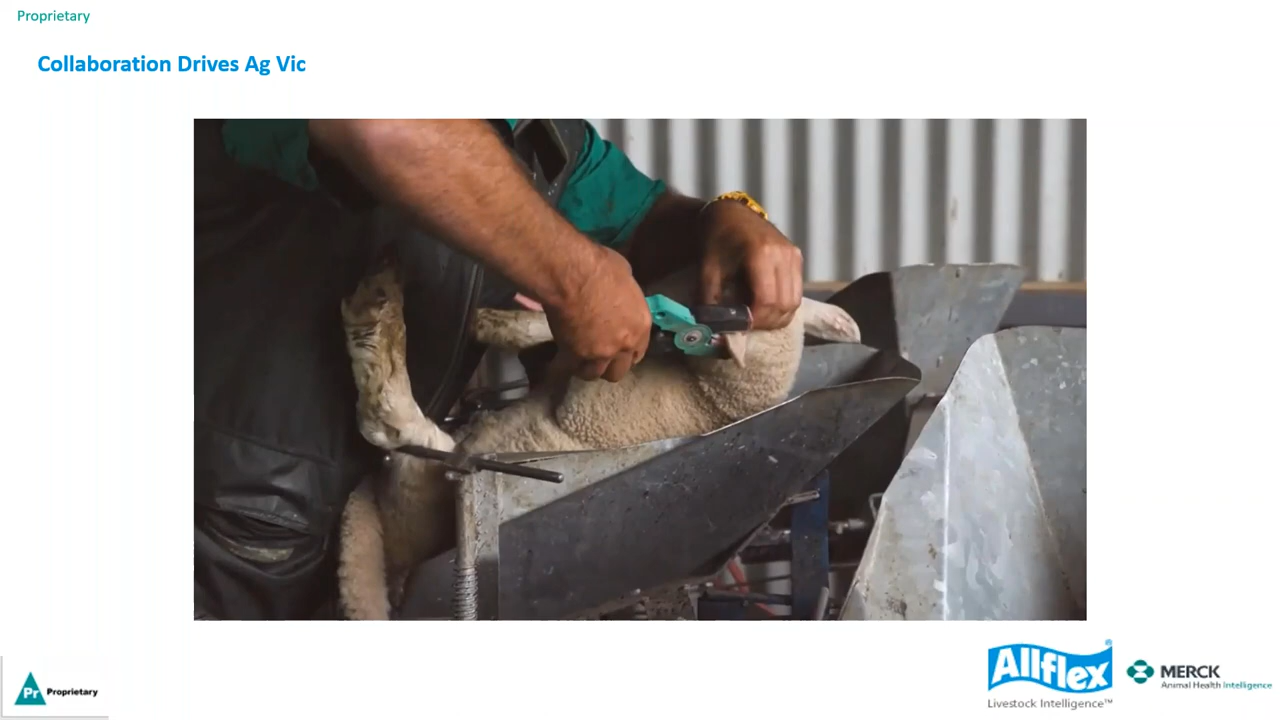 Proprietary
Collaboration Drives Ag Vic
Pr Proprietary
Allflex
Livestock Intelligence™
MERCK
Animal Health Intelligence